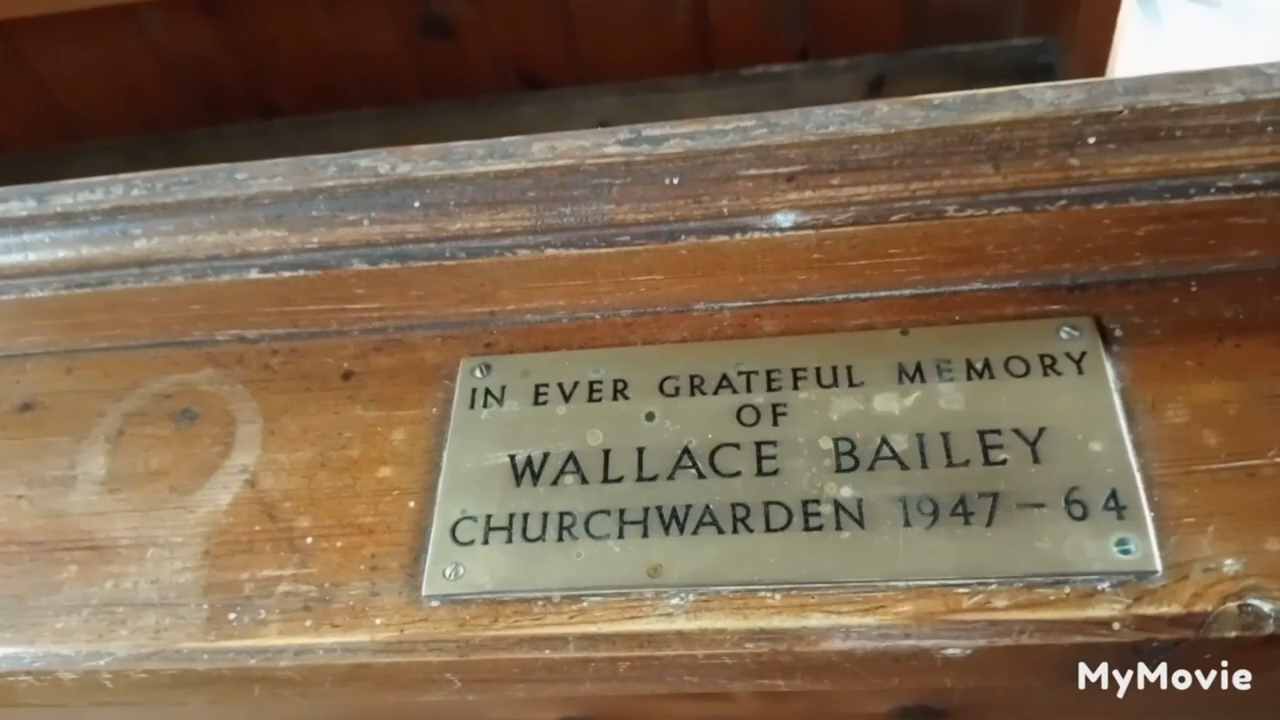 IN EVER GRATEFUL MEMORY
OF
WALLACE BAILEY
CHURCHWARDEN 1947 – 64
MyMovie